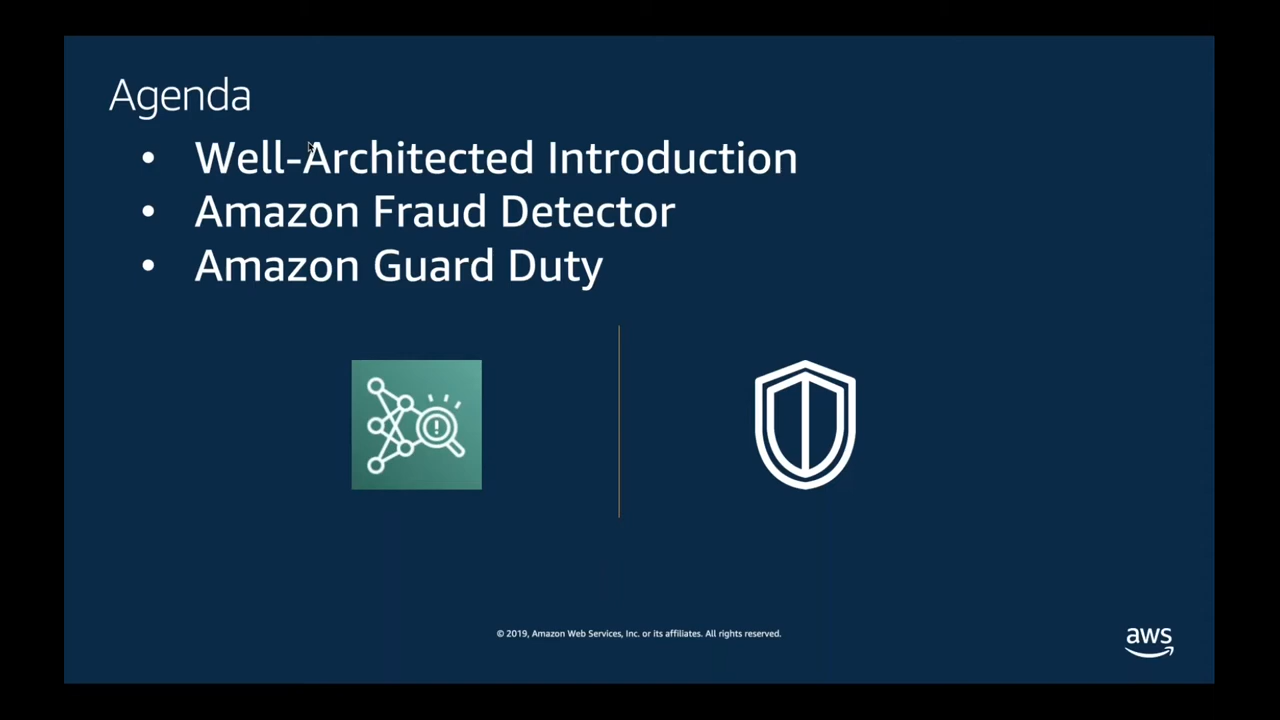 Agenda
• Well-Architected Introduction
• Amazon Fraud Detector
• Amazon Guard Duty
© 2019, Amazon Web Services, Inc. or its affiliates. All rights reserved.
aws